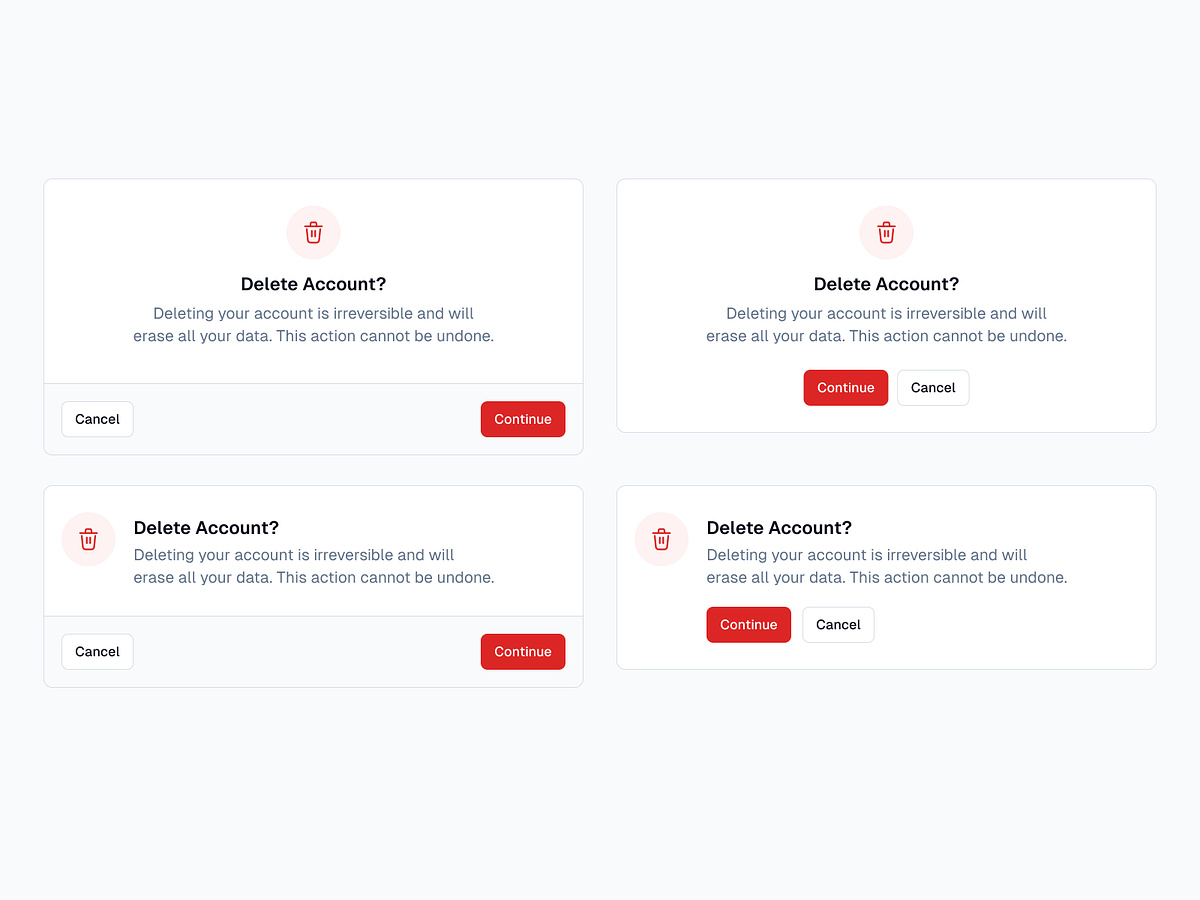 Delete Account?
Deleting your account is irreversible and will
erase all your data. This action cannot be undone.
Cancel
Continue
Delete Account?
Deleting your account is irreversible and will
erase all your data. This action cannot be undone.
Continue
Cancel
Delete Account?
Deleting your account is irreversible and will
erase all your data. This action cannot be undone.
Cancel
Continue
Delete Account?
Deleting your account is irreversible and will
erase all your data. This action cannot be undone.
Continue
Cancel